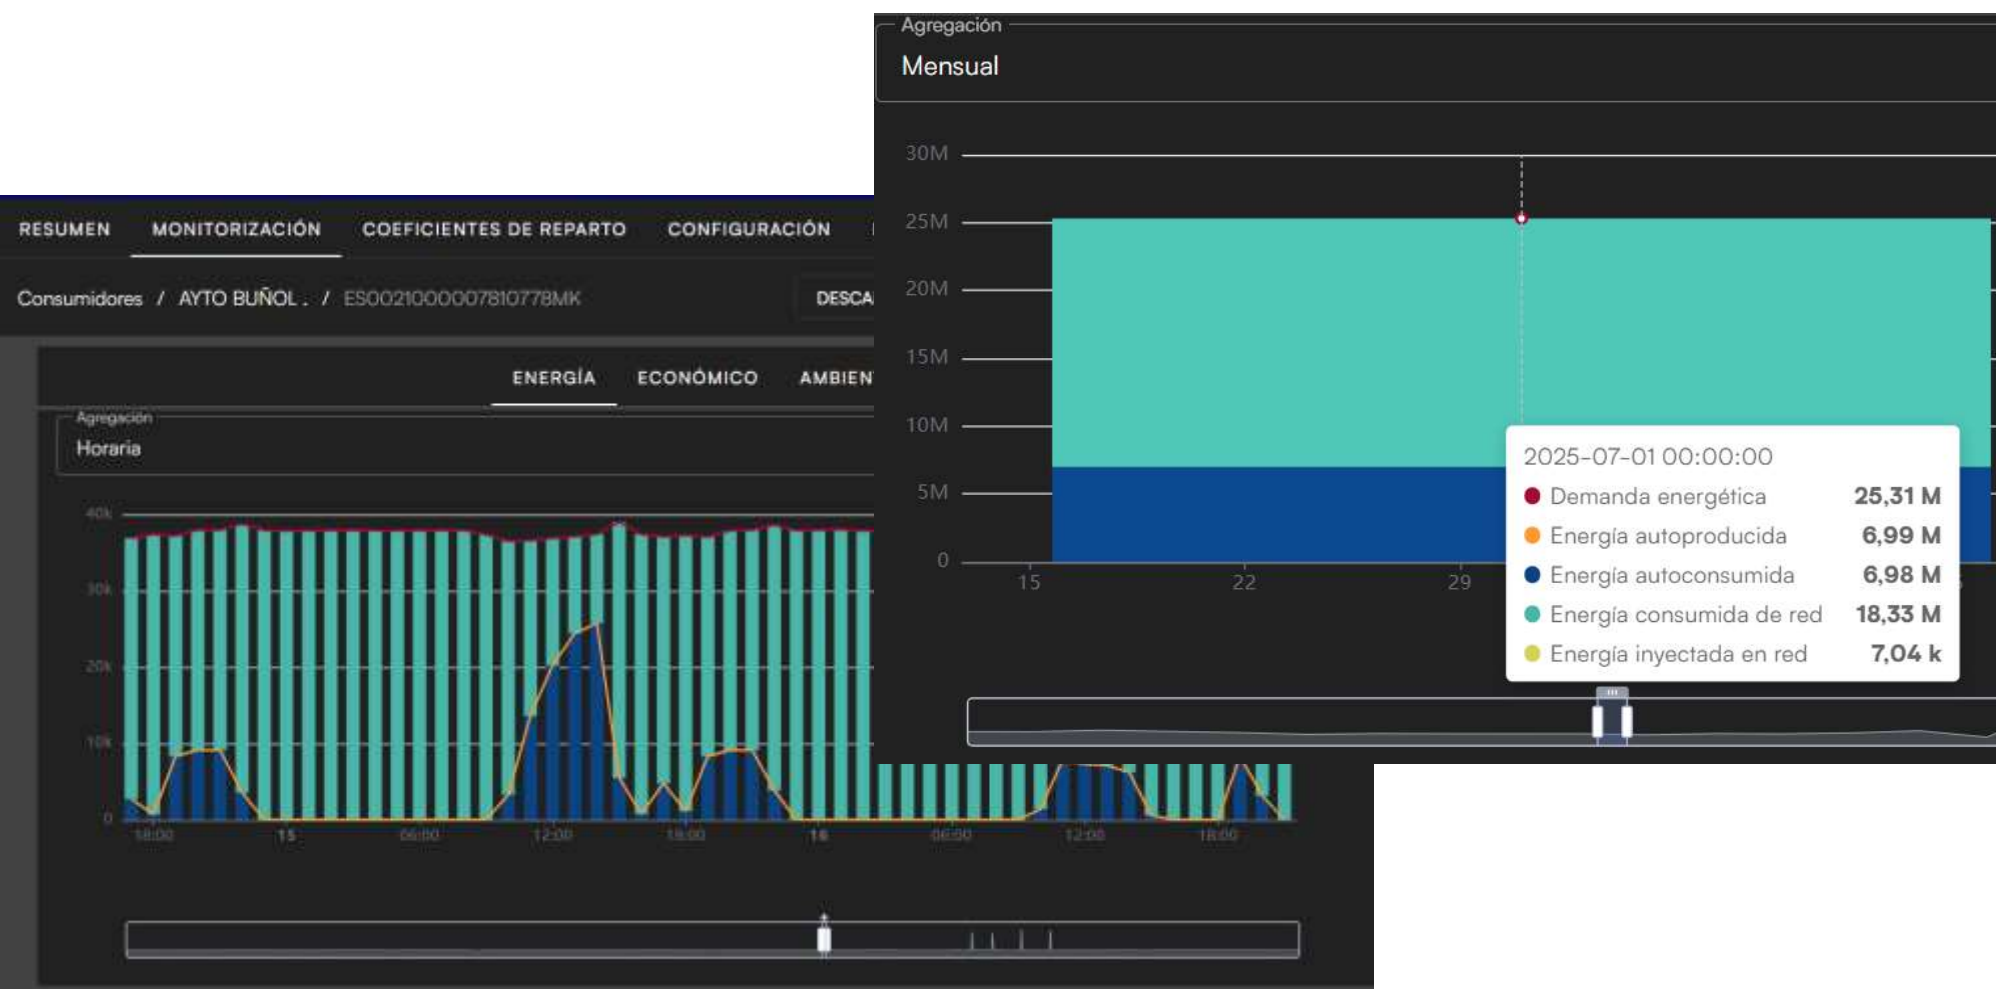 RESUMEN MONITORIZACIÓN COEFICIENTES DE REPARTO CONFIGURACIÓN
Consumidores / AYTO BUÑOL . / ES0021000007810778MK DESCA
ENERGÍA ECONÓMICO AMBIEN
Agregación
Horaria
40k
30k
20k
10k
0
18:00 15 06:00 12:00 18:00 16 06:00 12:00 18:00
Agregación
Mensual
30M
25M
20M
15M
10M
5M
0
15 22 29
2025-07-01 00:00:00
Demanda energética 25,31 M
Energía autoproducida 6,99 M
Energía autoconsumida 6,98 M
Energía consumida de red 18,33 M
Energía inyectada en red 7,04 k